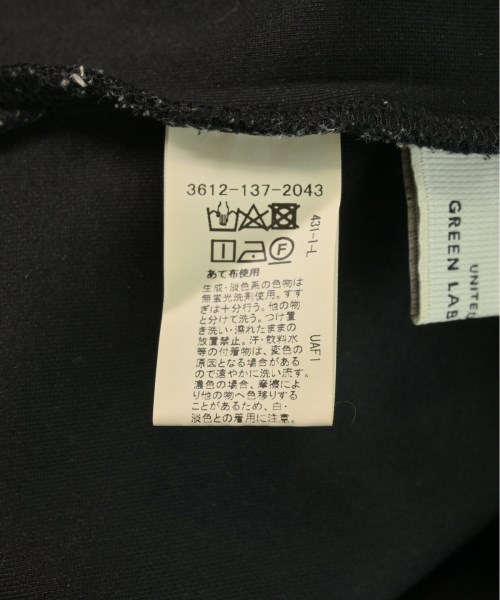 3612-137-2043
F
あて布使用
生成・淡色系の色物は
無蛍光洗剤使用。すす
ぎは十分行う。他の物
と分けて洗う。つけ置
き洗い・濡れたままの
放置禁止。汗・飲料水
等の付着物は、変色の
原因となる場合がある
ので速やかに洗い流す。
濃色の場合、摩擦によ
り他の物へ色移りする
ことがあるため、白・
淡色との着用に注意。
431-I-L
UAF1
UNITED
GREEN LAB